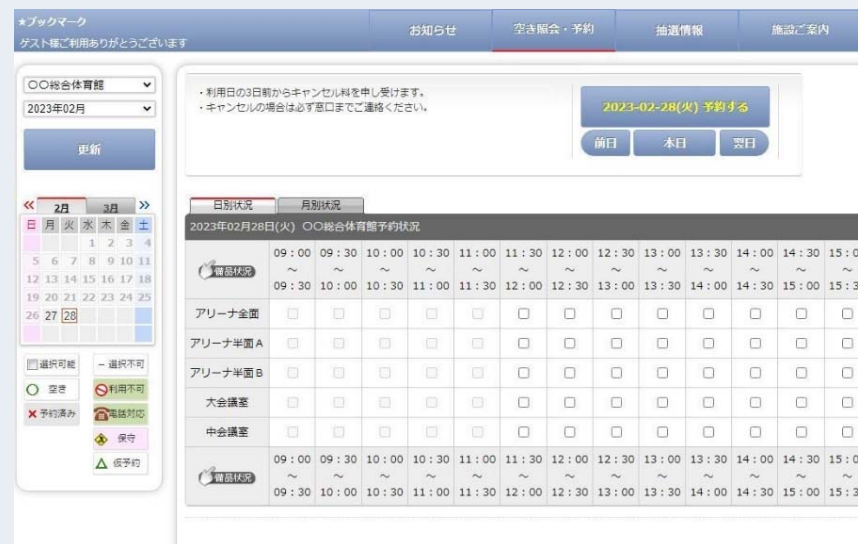 ★ブックマーク
ゲスト様ご利用ありがとうございます
お知らせ
空き照会・予約
抽選情報
施設ご案内
〇〇総合体育館
2023年02月
更新
・利用日の3日前からキャンセル料を申し受けます。
・キャンセルの場合は必ず窓口までご連絡ください。
2023-02-28(火) 予約する
前日 本日 翌日
« 2月 3月 »
日 月 火 水 木 金 土
1 2 3 4
5 6 7 8 9 10 11
12 13 14 15 16 17 18
19 20 21 22 23 24 25
26 27 28
選択可能 －選択不可
空き 利用不可
予約済み 電話対応
保守
仮予約
日別状況 月別状況
2023年02月28日(火) 〇〇総合体育館予約状況
備品状況
09：00 09：30 10：00 10：30 11：00 11：30 12：00 12：30 13：00 13：30 14：00 14：30
～ ～ ～ ～ ～ ～ ～ ～ ～ ～ ～ ～ ～
09：30 10：00 10：30 11：00 11：30 12：00 12：30 13：00 13：30 14：00 14：30 15：00
アリーナ全面
アリーナ半面A
アリーナ半面B
大会議室
中会議室
備品状況
09：00 09：30 10：00 10：30 11：00 11：30 12：00 12：30 13：00 13：30 14：00 14：30
～ ～ ～ ～ ～ ～ ～ ～ ～ ～ ～ ～ ～
09：30 10：00 10：30 11：00 11：30 12：00 12：30 13：00 13：30 14：00 14：30 15：00